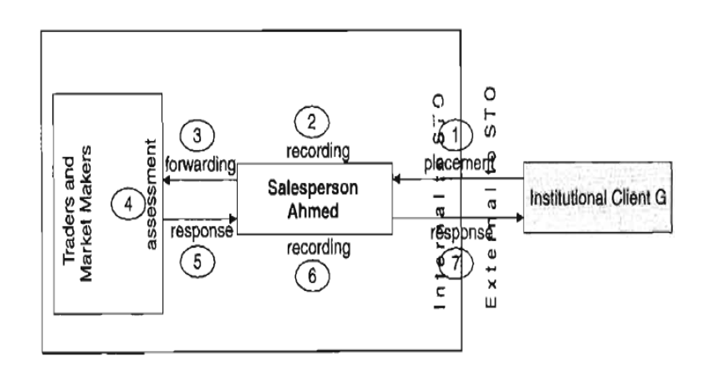 2
recording
3
forwarding
1
placement
Traders and
Market Makers
4
assessment
Salesperson
Ahmed
Institutional Client G
response
5
recording
6
response
7
Internal to STO
External to STO